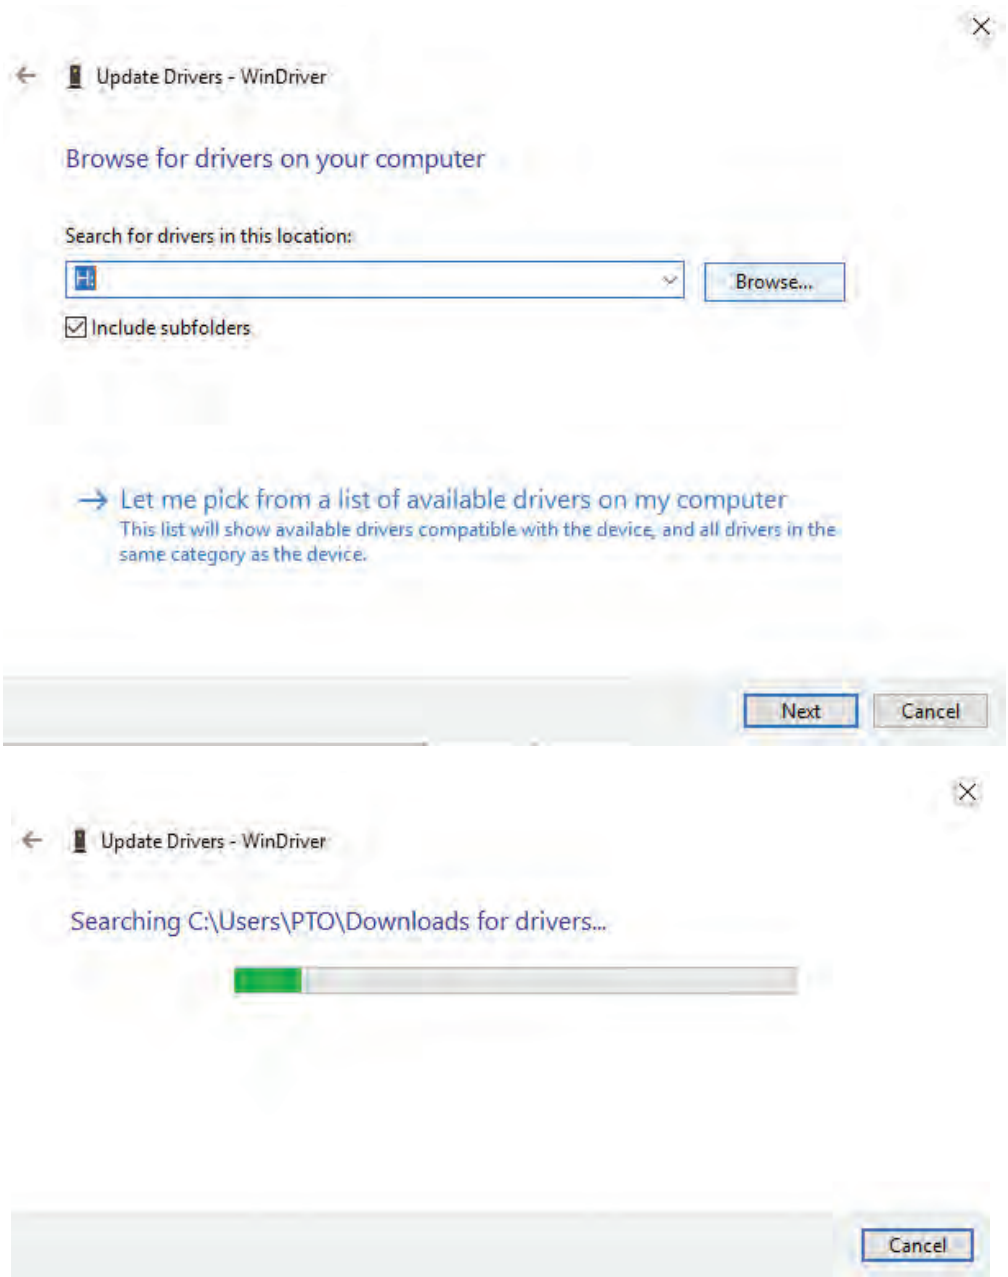 Update Drivers - WinDriver
Browse for drivers on your computer
Search for drivers in this location:
H:
Browse...
Include subfolders
Let me pick from a list of available drivers on my computer
This list will show available drivers compatible with the device, and all drivers in the
same category as the device.
Next
Cancel
Update Drivers - WinDriver
Searching C:\Users\PTO\Downloads for drivers...
Cancel